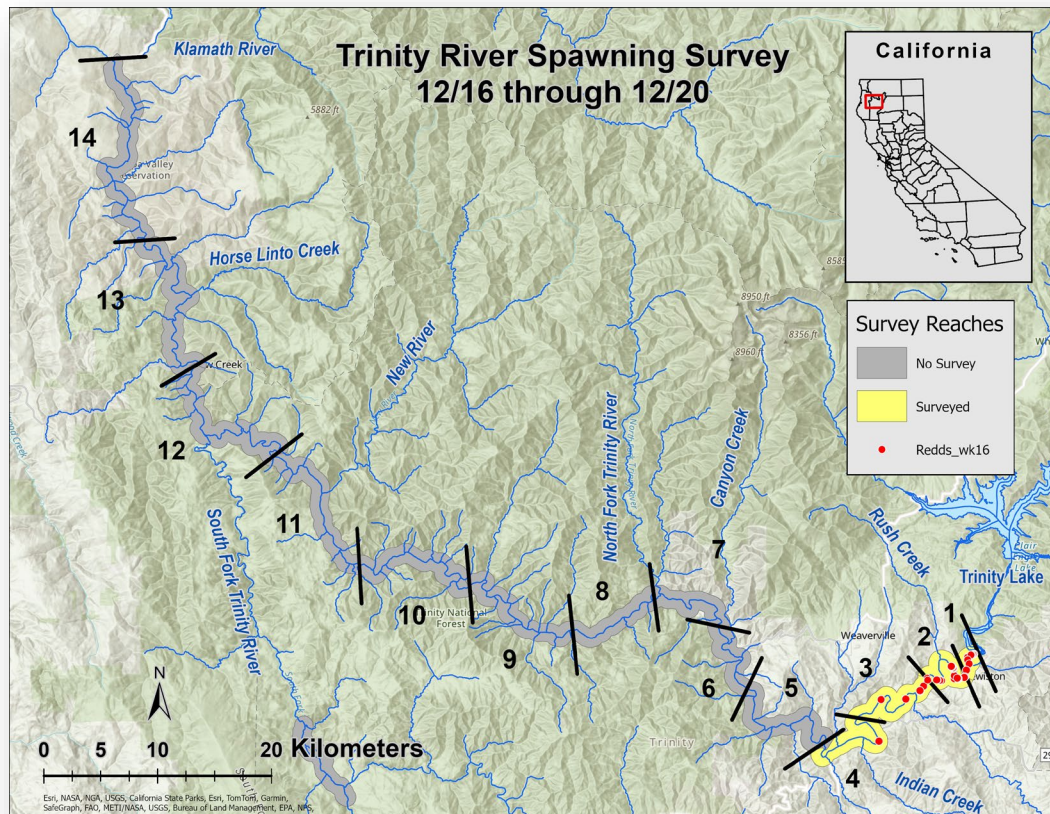 Trinity River Spawning Survey
12/16 through 12/20
California
Klamath River
5882 ft
14
Valley
Horse Linto Creek
13
8585
8950 ft
8356 ft
8960 ft
Survey Reaches
No Survey
Surveyed
Redds_wk16
Creek
New River
12
North Fork Trinity River
Canyon Creek
11
South Fork Trinity River
Rush Creek
Trinity Lake
7
8
10
Trinity National
Forest
9
Weaverville
1
2
3
6
5
4
Trinity
Indian Creek
N
0 5 10 20 Kilometers
Esri, NASA, NGA, USGS, California State Parks, Esri, TomTom, Garmin,
SafeGraph, FAO, METI/NASA, USGS, Bureau of Land Management, EPA, NPS,